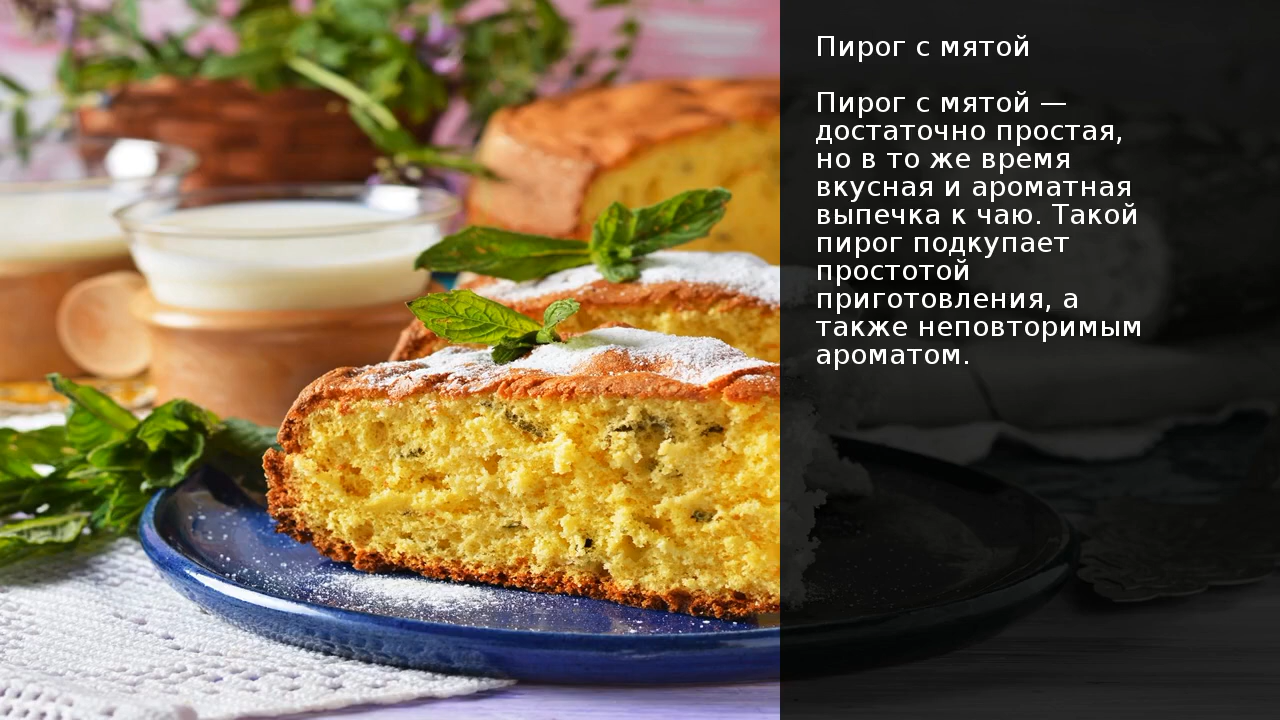 Пирог с мятой
Пирог с мятой —
достаточно простая,
но в то же время
вкусная и ароматная
выпечка к чаю. Такой
пирог подкупает
простотой
приготовления, а
также неповторимым
ароматом.